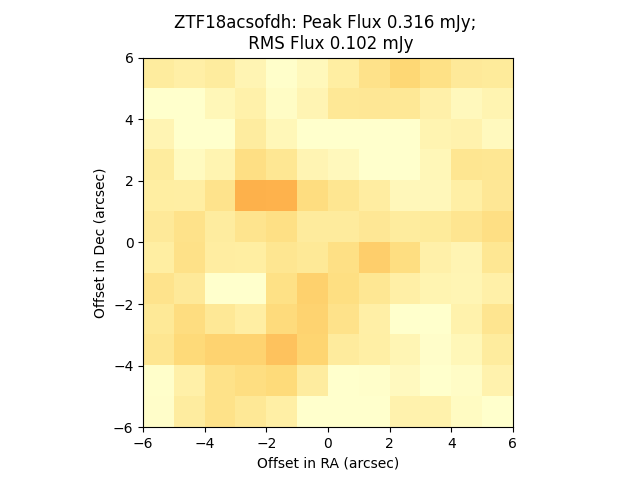 ZTF18acsofdh: Peak Flux 0.316 mJy;
RMS Flux 0.102 mJy
6
4
2
0
−2
−4
−6
Offset in Dec (arcsec)
−6 −4 −2 0 2 4 6
Offset in RA (arcsec)